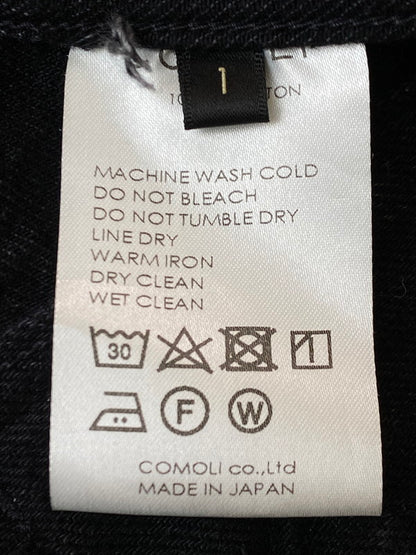 1
MACHINE WASH COLD
DO NOT BLEACH
DO NOT TUMBLE DRY
LINE DRY
WARM IRON
DRY CLEAN
WET CLEAN
30
F W
COMOLI co.,Ltd
MADE IN JAPAN